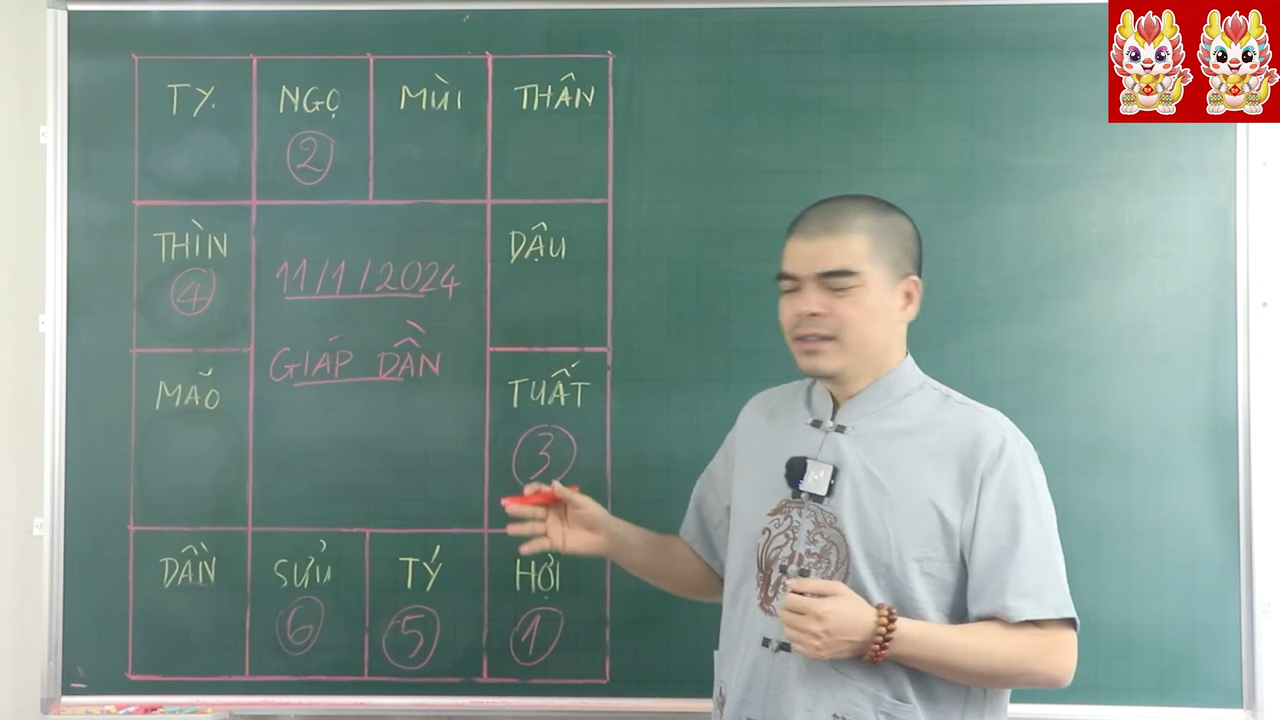 TY.
NGỌ
MÙI
THÂN
②
THÌN
11/1/2024
DẬU
④
GIÁP DẦN
MÃO
TUẤT
③
DẦN
SỬU
TÝ
HỢI
⑥
⑤
①